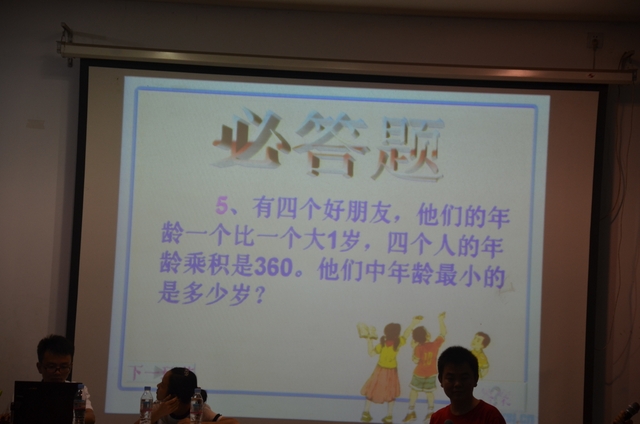 必答题
5、有四个好朋友，他们的年
龄一个比一个大1岁，四个人的年
龄乘积是360。他们中年龄最小的
是多少岁？